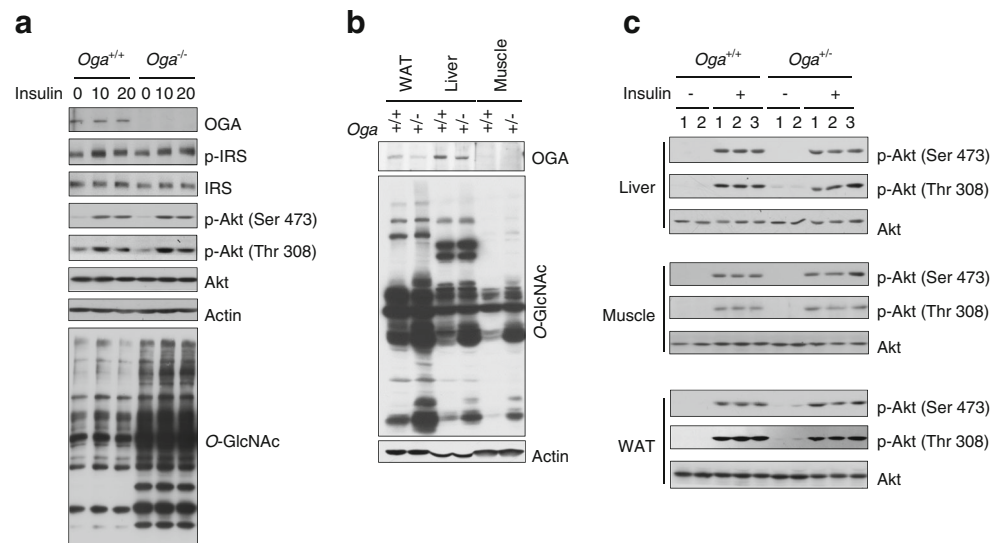 a
Oga+/+ Oga-/-
Insulin 0 10 20 0 10 20
OGA
p-IRS
IRS
p-Akt (Ser 473)
p-Akt (Thr 308)
Akt
Actin
O-GlcNAc
b
WAT Liver Muscle
Oga +/+ +/- +/+ +/- +/+ +/-
OGA
O-GlcNAc
Actin
c
Oga+/+ Oga+/-
Insulin - + - +
1 2 1 2 3 1 2 1 2 3
Liver
p-Akt (Ser 473)
p-Akt (Thr 308)
Akt
Muscle
p-Akt (Ser 473)
p-Akt (Thr 308)
Akt
WAT
p-Akt (Ser 473)
p-Akt (Thr 308)
Akt